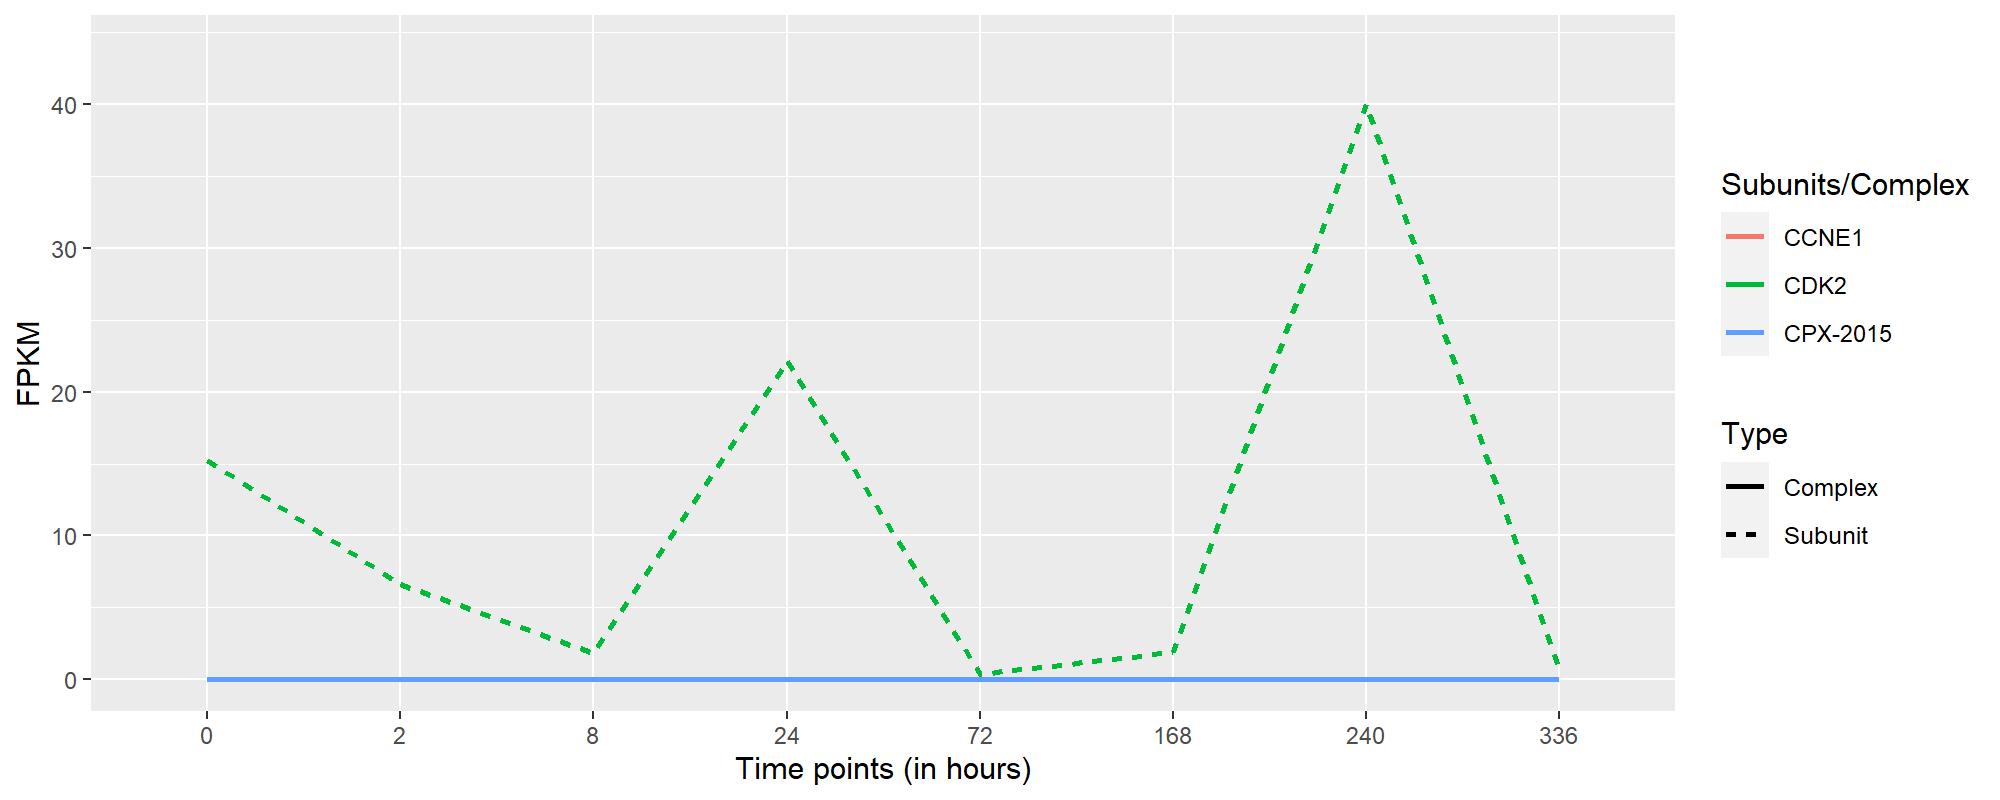 40
30
20
10
0
FPKM
0 2 8 24 72 168 240 336
Time points (in hours)
Subunits/Complex
CCNE1
CDK2
CPX-2015
Type
Complex
Subunit